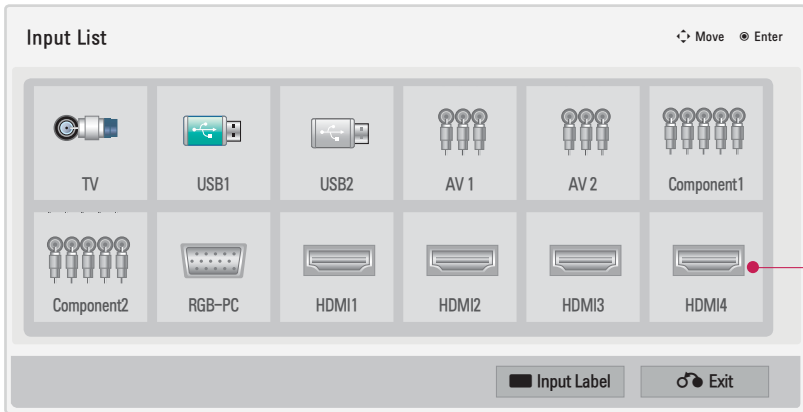 Input List
Move Enter
TV USB1 USB2 AV 1 AV 2 Component1
Component2 RGB-PC HDMI1 HDMI2 HDMI3 HDMI4
Input Label Exit